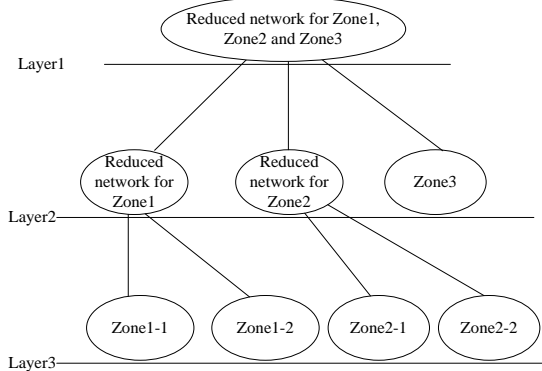 Reduced network for Zone1,
Zone2 and Zone3
Layer1
Reduced
network for
Zone1
Reduced
network for
Zone2
Zone3
Layer2
Zone1-1
Zone1-2
Zone2-1
Zone2-2
Layer3